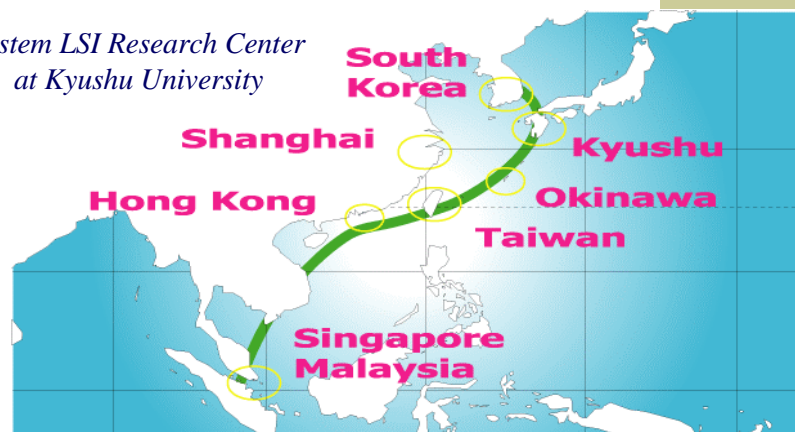 stem LSI Research Center
at Kyushu University
South
Korea
Shanghai
Kyushu
Hong Kong
Okinawa
Taiwan
Singapore
Malaysia